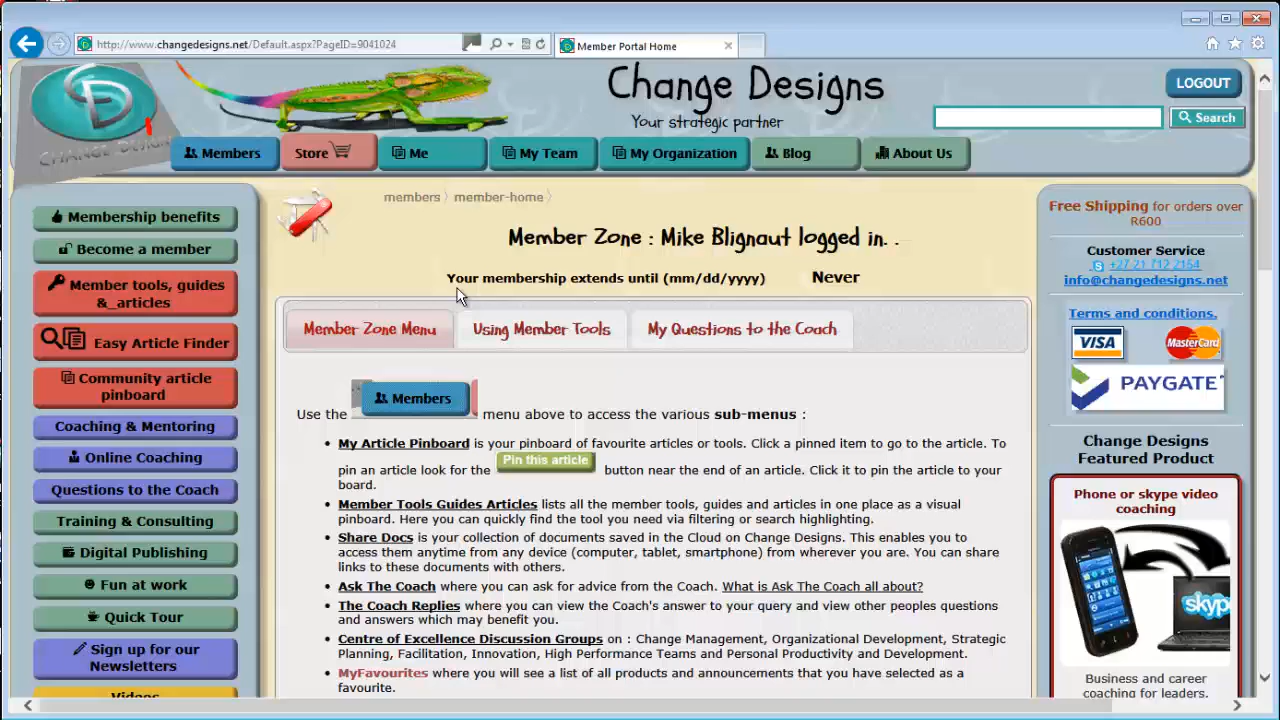 http://www.changedesigns.net/Default.aspx?PageID=9041024
Member Portal Home
CHANGE DESIGN
Change Designs
Your strategic partner
LOGOUT
Search
Members
Store
Me
My Team
My Organization
Blog
About Us
Membership benefits
Become a member
Member tools, guides
&_articles
Easy Article Finder
Community article
pinboard
Coaching & Mentoring
Online Coaching
Questions to the Coach
Training & Consulting
Digital Publishing
Fun at work
Quick Tour
Sign up for our
Newsletters
Videos
members 〉 member-home 〉
Member Zone : Mike Blignaut logged in. .
Your membership extends until (mm/dd/yyyy) Never
Member Zone Menu
Using Member Tools
My Questions to the Coach
Use the Members menu above to access the various sub-menus :
• My Article Pinboard is your pinboard of favourite articles or tools. Click a pinned item to go to the article. To
pin an article look for the Pin this article button near the end of an article. Click it to pin the article to your
board.
• Member Tools Guides Articles lists all the member tools, guides and articles in one place as a visual
pinboard. Here you can quickly find the tool you need via filtering or search highlighting.
• Share Docs is your collection of documents saved in the Cloud on Change Designs. This enables you to
access them anytime from any device (computer, tablet, smartphone) from wherever you are. You can share
links to these documents with others.
• Ask The Coach where you can ask for advice from the Coach. What is Ask The Coach all about?
• The Coach Replies where you can view the Coach's answer to your query and view other peoples questions
and answers which may benefit you.
• Centre of Excellence Discussion Groups on : Change Management, Organizational Development, Strategic
Planning, Facilitation, Innovation, High Performance Teams and Personal Productivity and Development.
• MyFavourites where you will see a list of all products and announcements that you have selected as a
favourite.
Free Shipping for orders over
R600
Customer Service
+27 21 712 2154
info@changedesigns.net
Terms and conditions.
VISA
MasterCard
PAYGATE
Change Designs
Featured Product
Phone or skype video
coaching
skype
Business and career
coaching for leaders.